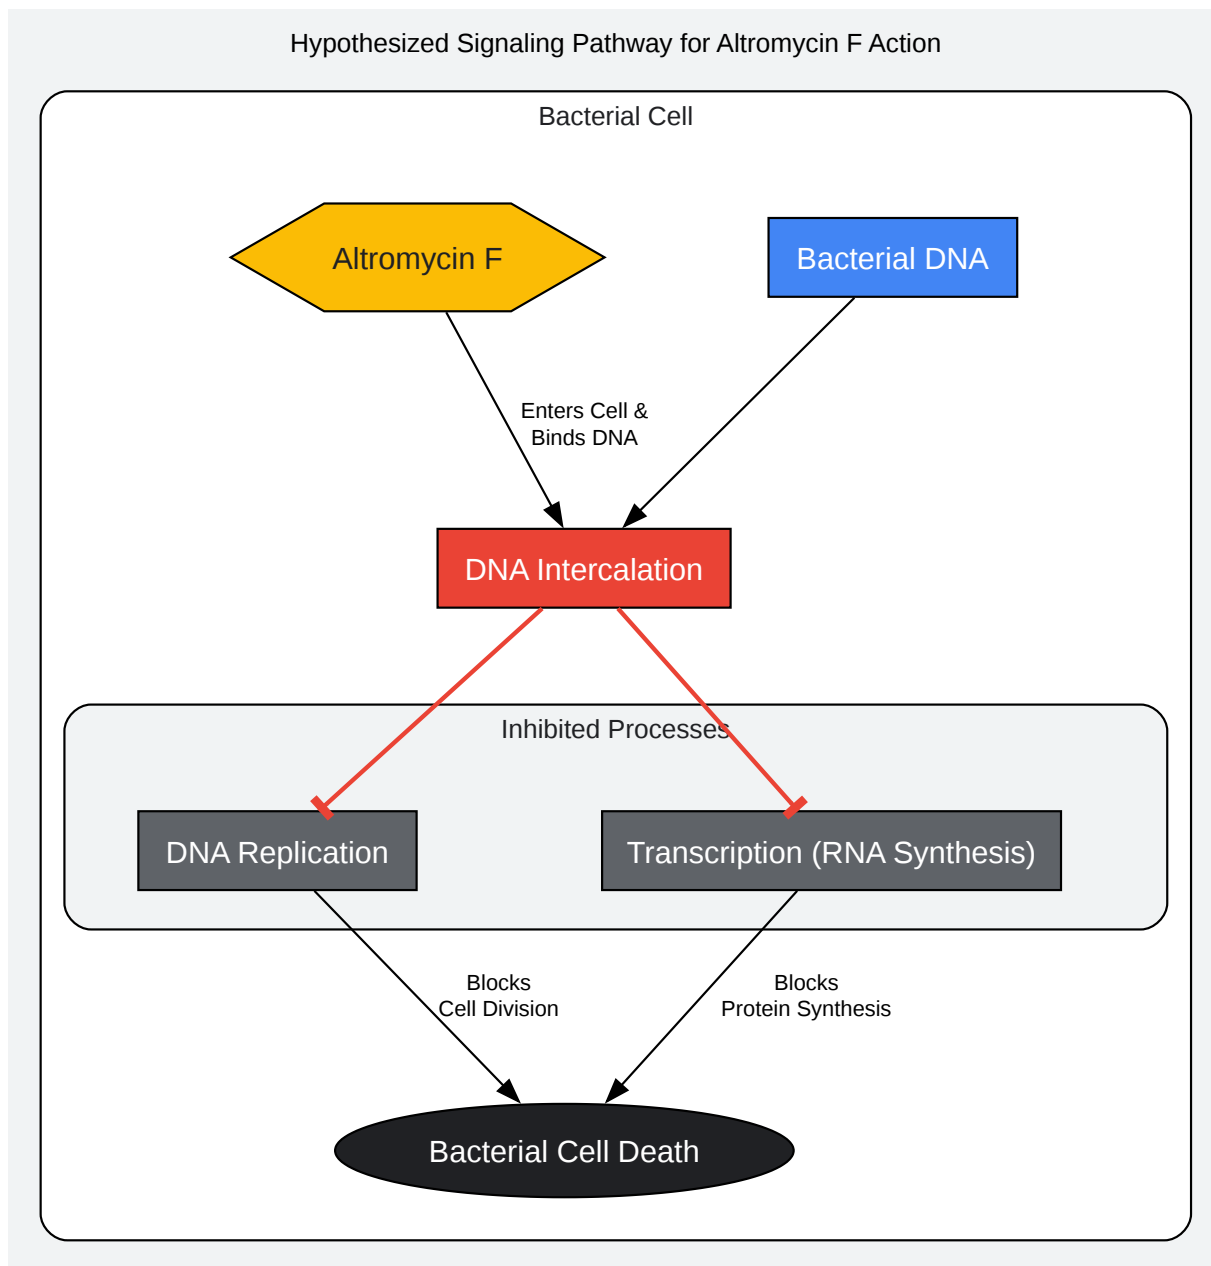 Hypothesized Signaling Pathway for Altromycin F Action
Bacterial Cell
Altromycin F
Bacterial DNA
Enters Cell &
Binds DNA
DNA Intercalation
Inhibited Processes
DNA Replication
Transcription (RNA Synthesis)
Blocks
Cell Division
Blocks
Protein Synthesis
Bacterial Cell Death